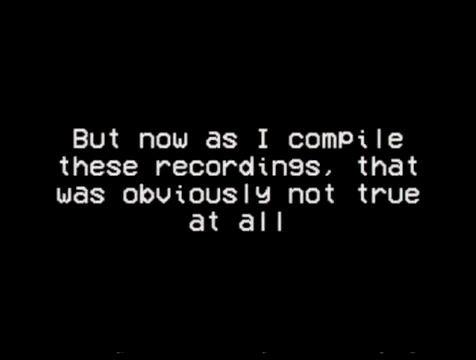 But now as I compile
these recordings, that
was obviously not true
at all